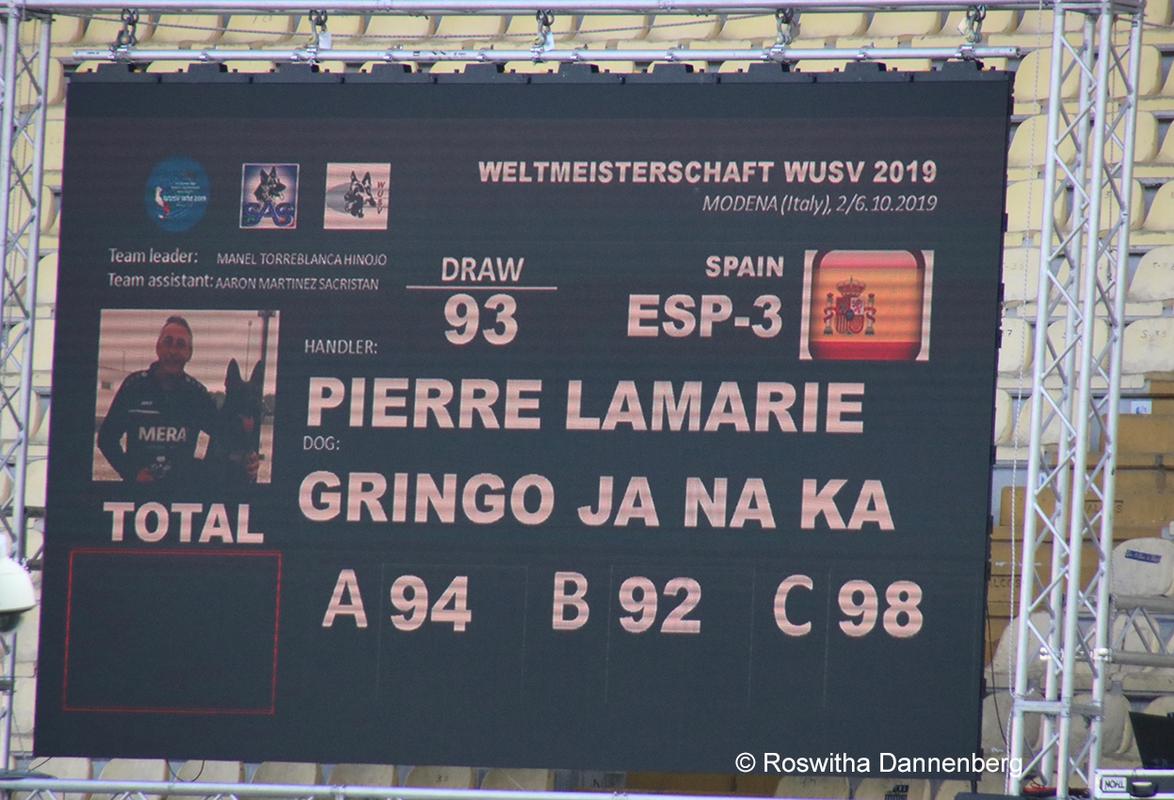 WELTMEISTERSCHAFT WUSV 2019
MODENA (Italy), 2/6.10.2019
SAS
WUSV
Team leader: MANEL TORREBLANCA HINOJO
Team assistant: AARON MARTINEZ SACRISTAN
DRAW
93
SPAIN
ESP-3
HANDLER:
PIERRE LAMARIE
DOG:
GRINGO JA NA KA
MERA
TOTAL
A 94 B 92 C 98
© Roswitha Dannenberg